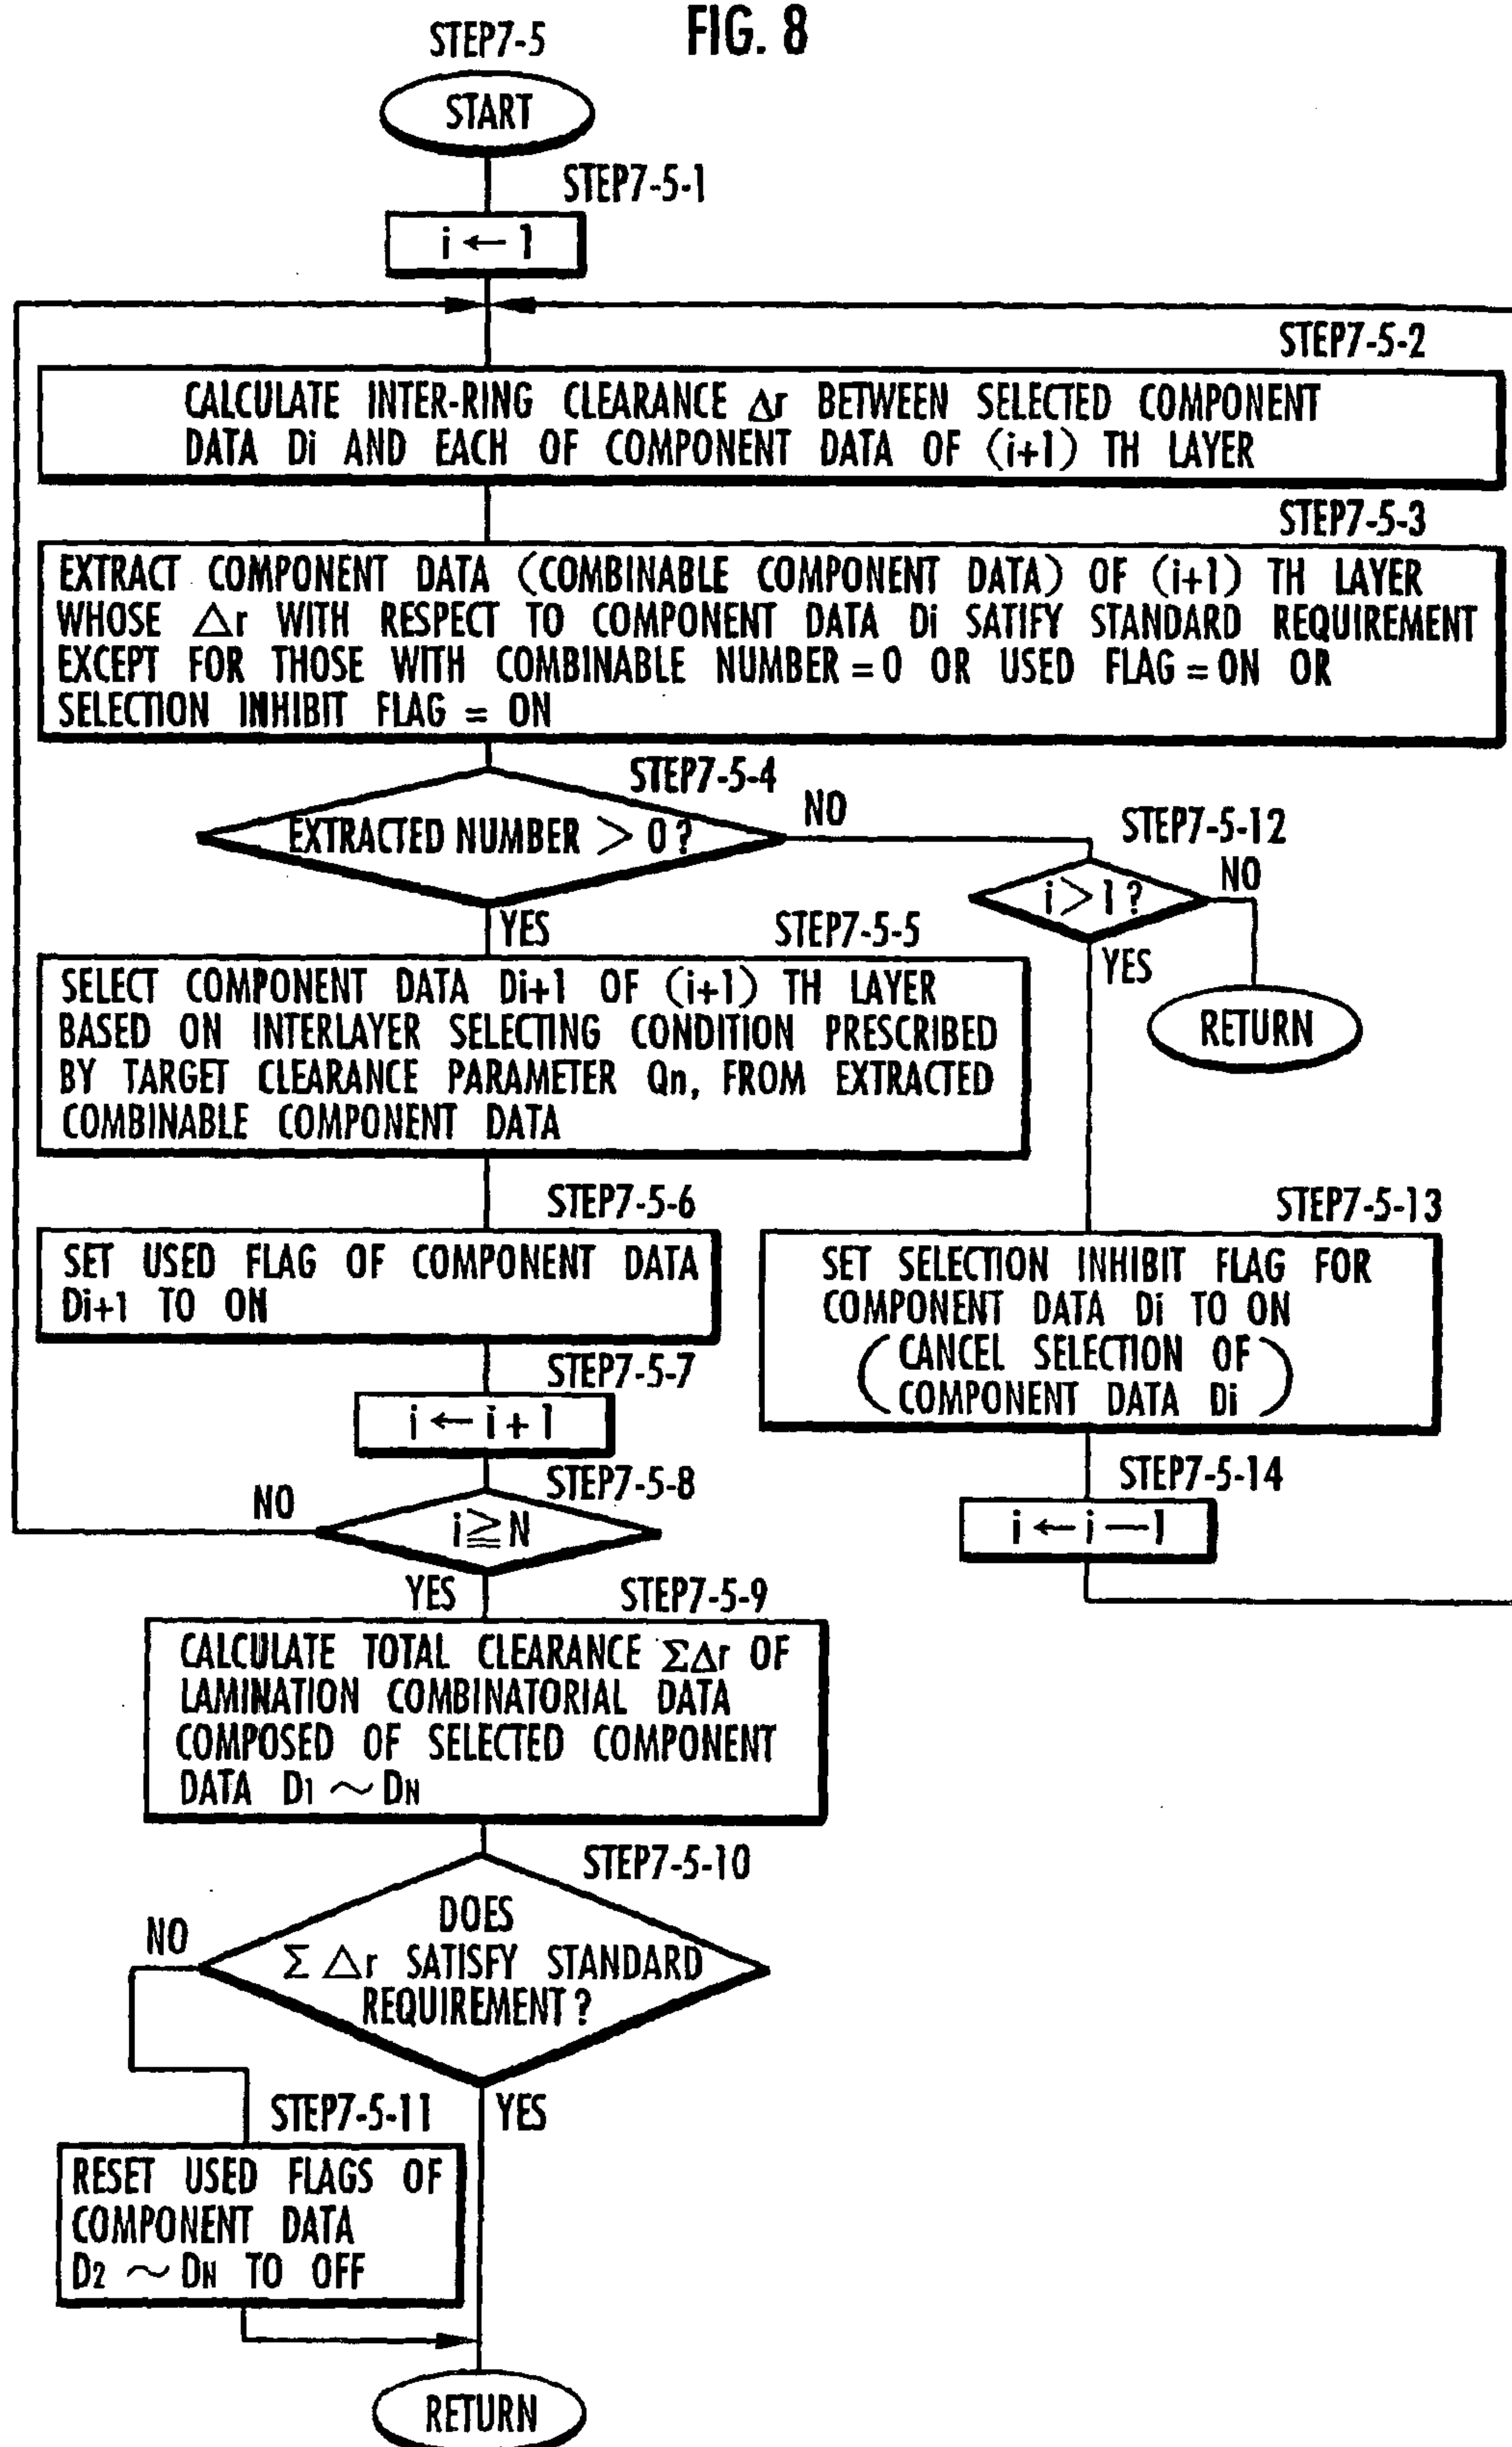 FIG. 8
STEP7-5
START
STEP7-5-1
i ← 1
STEP7-5-2
CALCULATE INTER-RING CLEARANCE Δr BETWEEN SELECTED COMPONENT
DATA Di AND EACH OF COMPONENT DATA OF (i+1) TH LAYER
STEP7-5-3
EXTRACT COMPONENT DATA (COMBINABLE COMPONENT DATA) OF (i+1) TH LAYER
WHOSE Δr WITH RESPECT TO COMPONENT DATA Di SATIFY STANDARD REQUIREMENT
EXCEPT FOR THOSE WITH COMBINABLE NUMBER = 0 OR USED FLAG = ON OR
SELECTION INHIBIT FLAG = ON
STEP7-5-4
EXTRACTED NUMBER > 0 ?
NO
YES
STEP7-5-12
i > 1 ?
NO
YES
RETURN
STEP7-5-5
SELECT COMPONENT DATA Di+1 OF (i+1) TH LAYER
BASED ON INTERLAYER SELECTING CONDITION PRESCRIBED
BY TARGET CLEARANCE PARAMETER Qn, FROM EXTRACTED
COMBINABLE COMPONENT DATA
STEP7-5-6
SET USED FLAG OF COMPONENT DATA
Di+1 TO ON
STEP7-5-13
SET SELECTION INHIBIT FLAG FOR
COMPONENT DATA Di TO ON
(CANCEL SELECTION OF
COMPONENT DATA Di)
STEP7-5-7
i ← i + 1
STEP7-5-14
i ← i — 1
STEP7-5-8
i ≧ N
NO
YES
STEP7-5-9
CALCULATE TOTAL CLEARANCE ΣΔr OF
LAMINATION COMBINATORIAL DATA
COMPOSED OF SELECTED COMPONENT
DATA D1 ~ DN
STEP7-5-10
DOES
Σ Δr SATISFY STANDARD
REQUIREMENT ?
NO
YES
STEP7-5-11
RESET USED FLAGS OF
COMPONENT DATA
D2 ~ DN TO OFF
RETURN